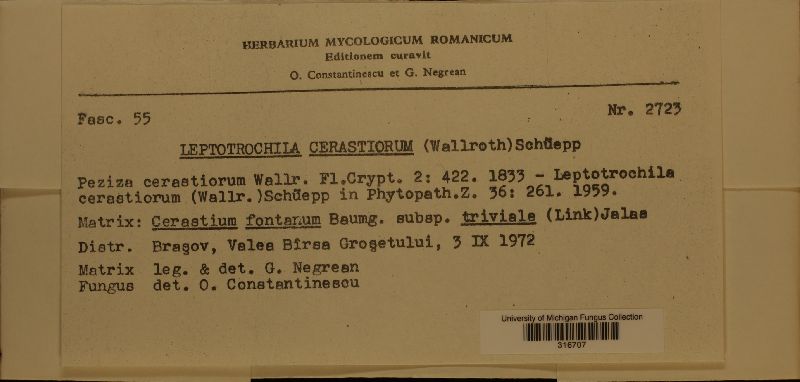 HERBARIUM MYCOLOGICUM ROMANICUM
Editionem curavit
O. Constantinescu et G. Negrean
Fasc. 55
Nr. 2723
LEPTOTROCHILA CERASTIORUM (Wallroth)Schüepp
Peziza cerastiorum Wallr. Fl.Crypt. 2: 422. 1833 - Leptotrochila
cerastiorum (Wallr.)Schüepp in Phytopath.Z. 36: 261. 1959.
Matrix: Cerastium fontanum Baumg. subsp. triviale (Link)Jalas
Distr. Braşov, Valea Bîrsa Groşetului, 3 IX 1972
Matrix leg. & det. G. Negrean
Fungus det. O. Constantinescu
University of Michigan Fungus Collection
316707